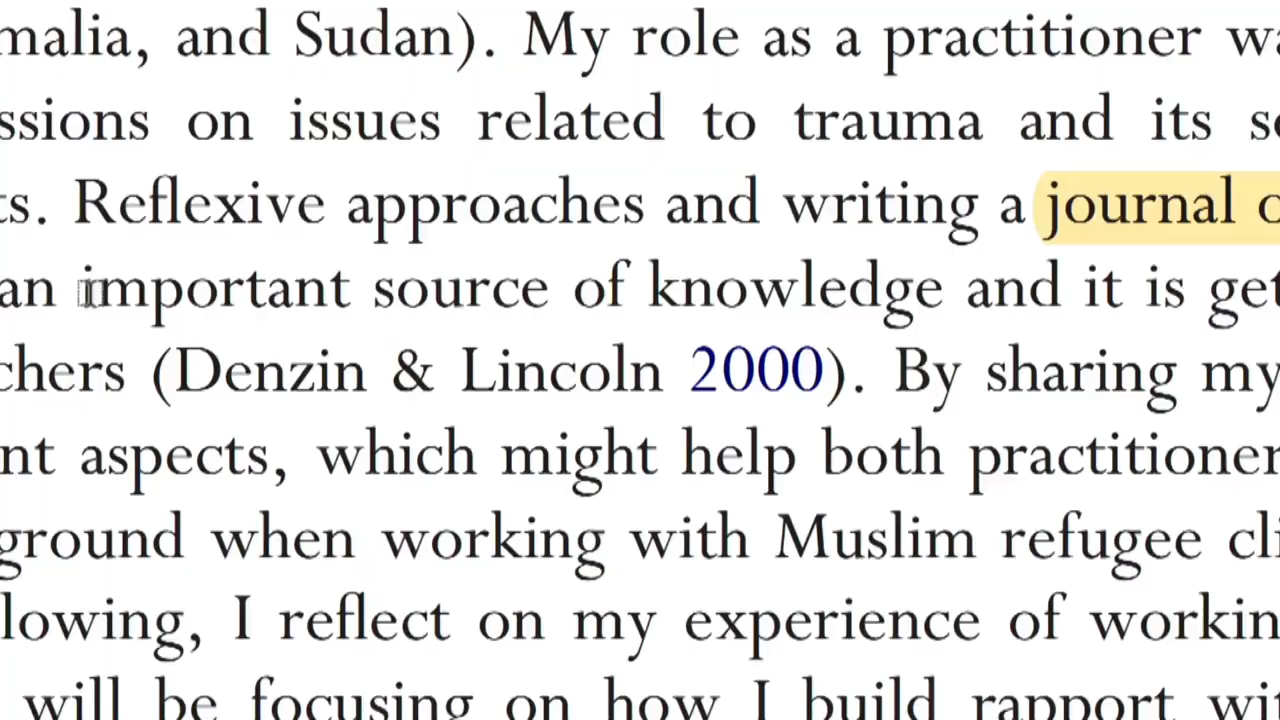 malia, and Sudan). My role as a practitioner wa
ssions on issues related to trauma and its so
ts. Reflexive approaches and writing a journal o
an important source of knowledge and it is get
chers (Denzin & Lincoln 2000). By sharing my
nt aspects, which might help both practitioner
ground when working with Muslim refugee cli
lowing, I reflect on my experience of workin
will be focusing on how I build rapport wit